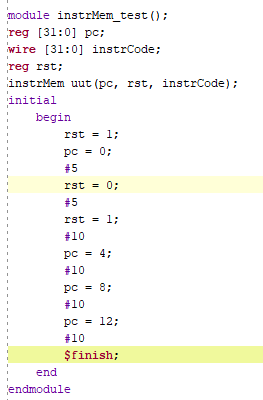 module instrMem_test();
reg [31:0] pc;
wire [31:0] instrCode;
reg rst;
instrMem uut(pc, rst, instrCode);
initial
begin
rst = 1;
pc = 0;
#5
rst = 0;
#5
rst = 1;
#10
pc = 4;
#10
pc = 8;
#10
pc = 12;
#10
$finish;
end
endmodule